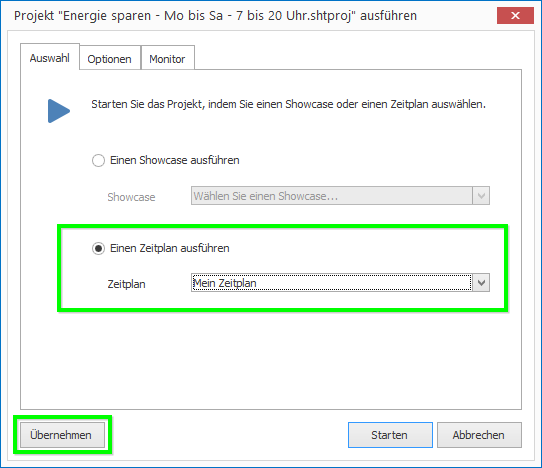 Projekt "Energie sparen - Mo bis Sa - 7 bis 20 Uhr.shtproj" ausführen
Auswahl Optionen Monitor
Starten Sie das Projekt, indem Sie einen Showcase oder einen Zeitplan auswählen.
Einen Showcase ausführen
Showcase Wählen Sie einen Showcase...
Einen Zeitplan ausführen
Zeitplan Mein Zeitplan
Übernehmen Starten Abbrechen